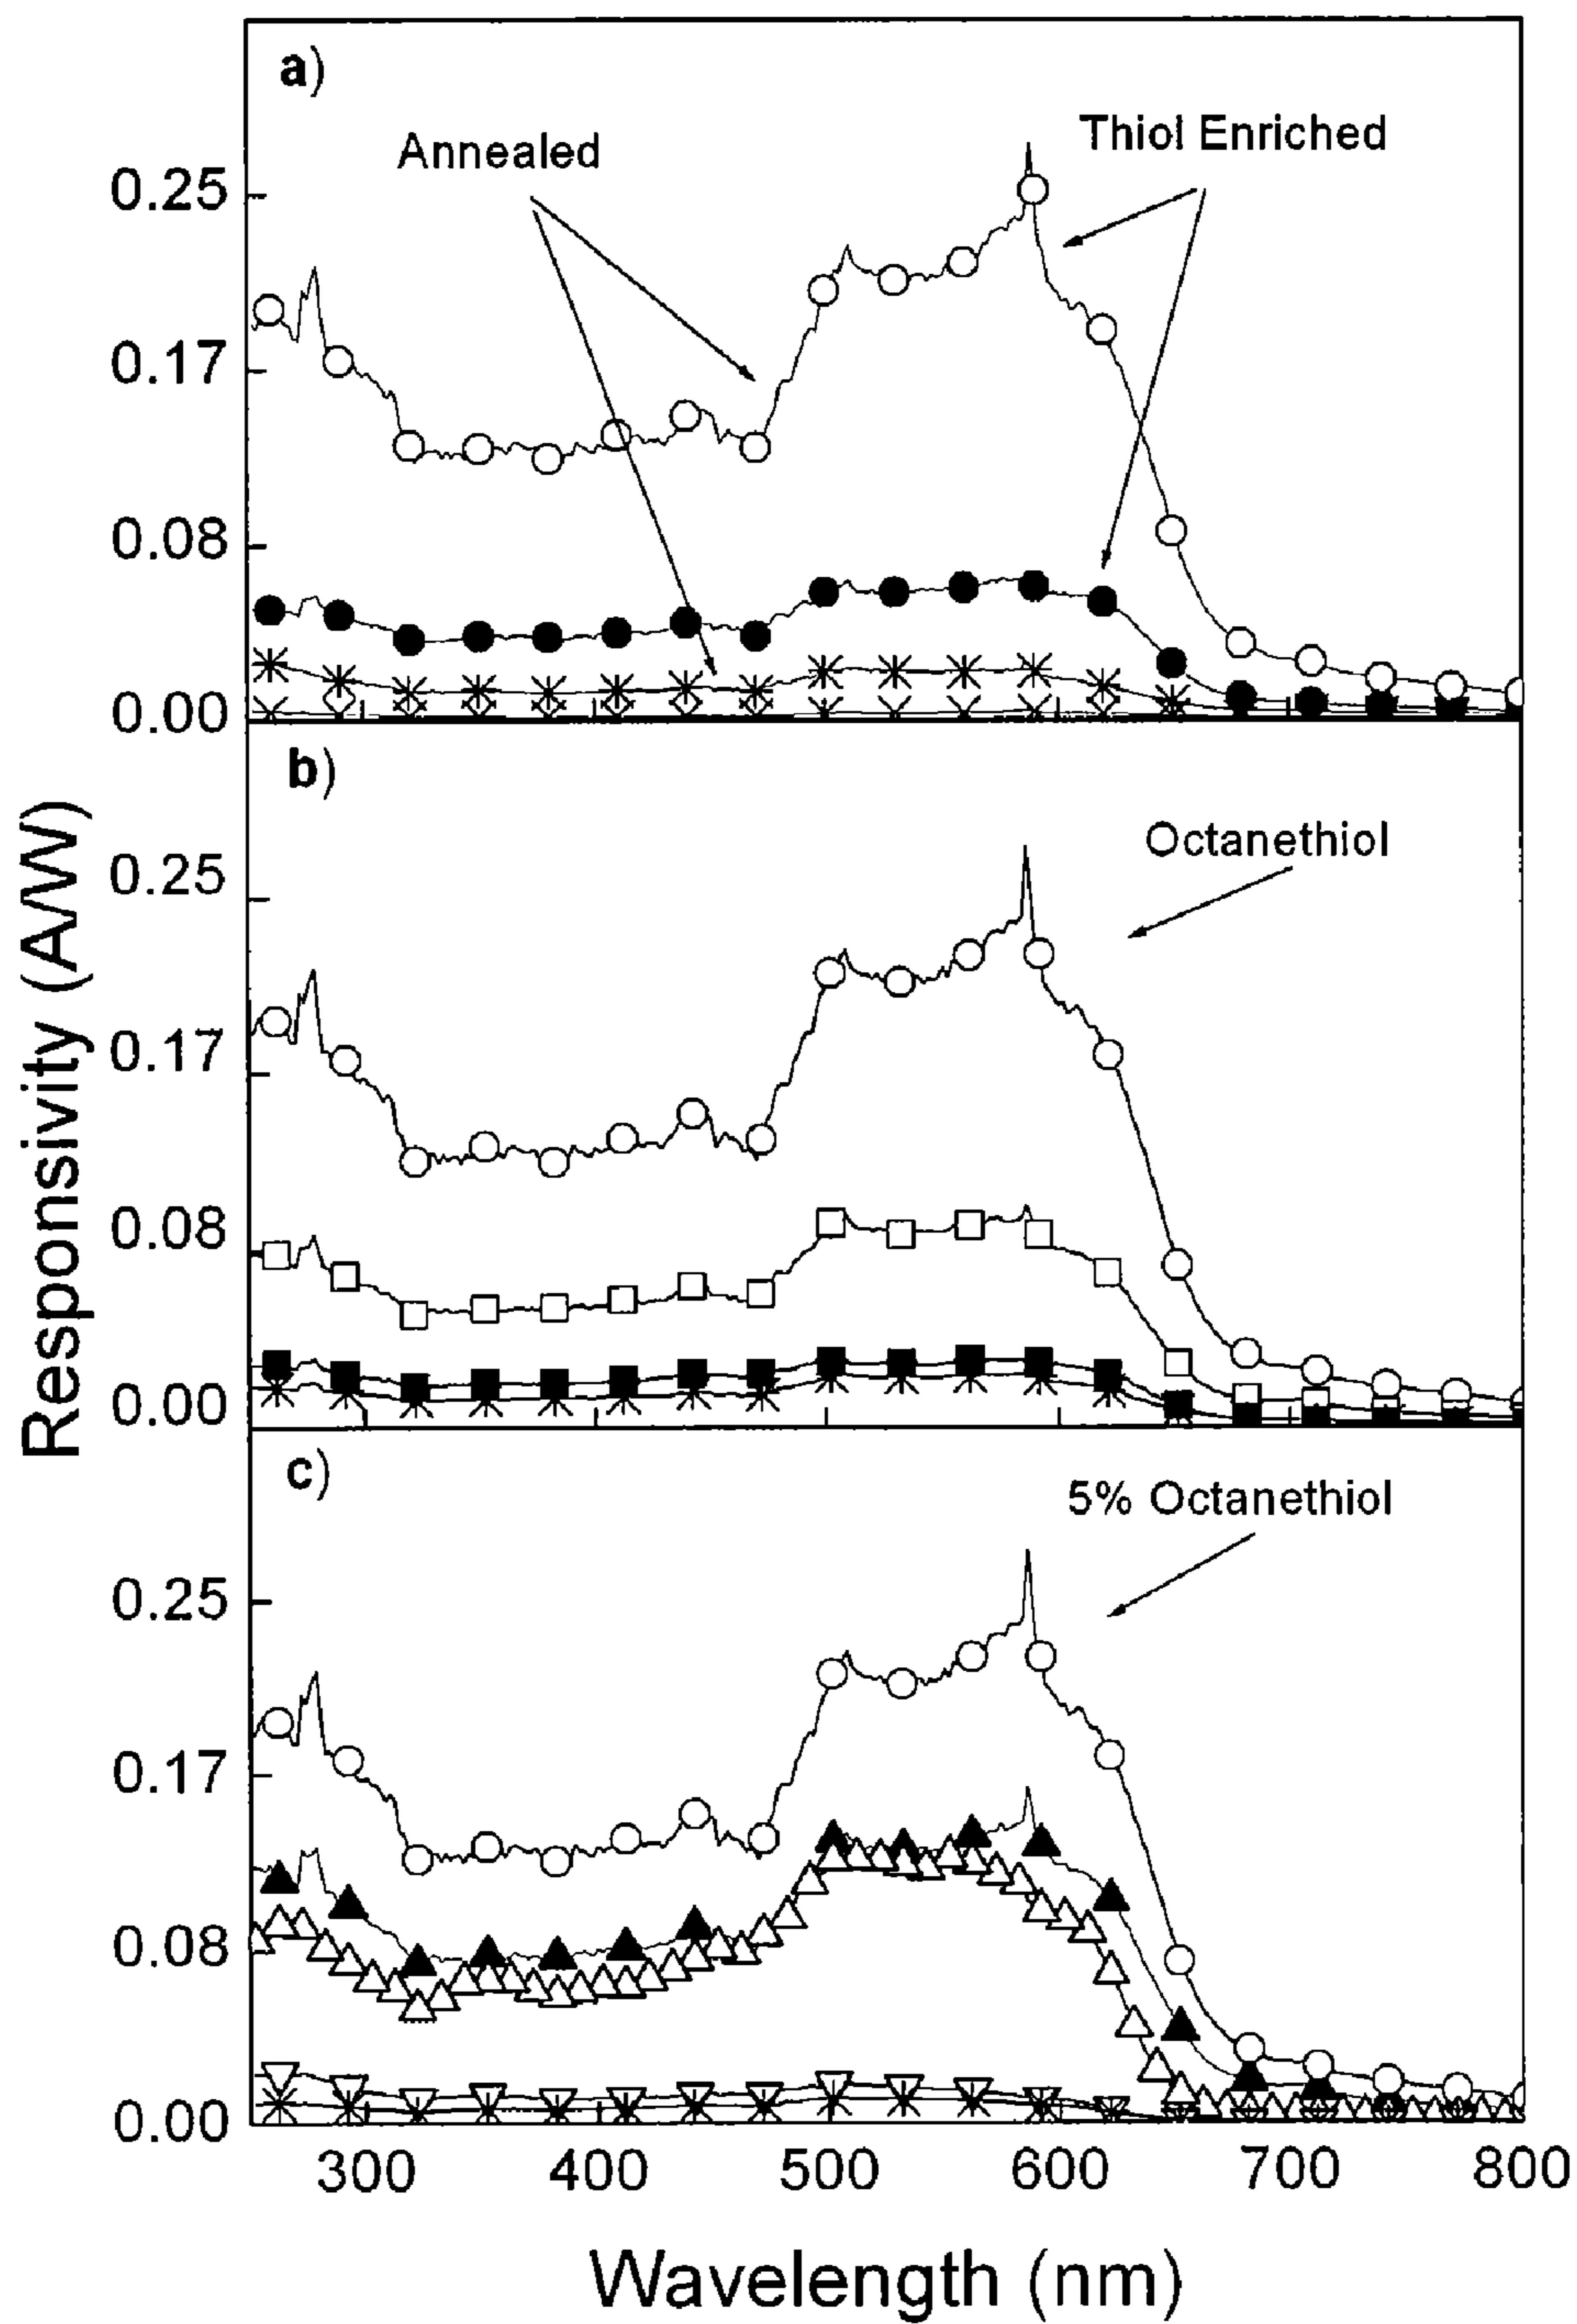 a)
Annealed
Thiol Enriched
0.25
0.17
0.08
0.00
b)
Octanethiol
0.25
0.17
0.08
0.00
Responsivity (A/W)
c)
5% Octanethiol
0.25
0.17
0.08
0.00
300 400 500 600 700 800
Wavelength (nm)